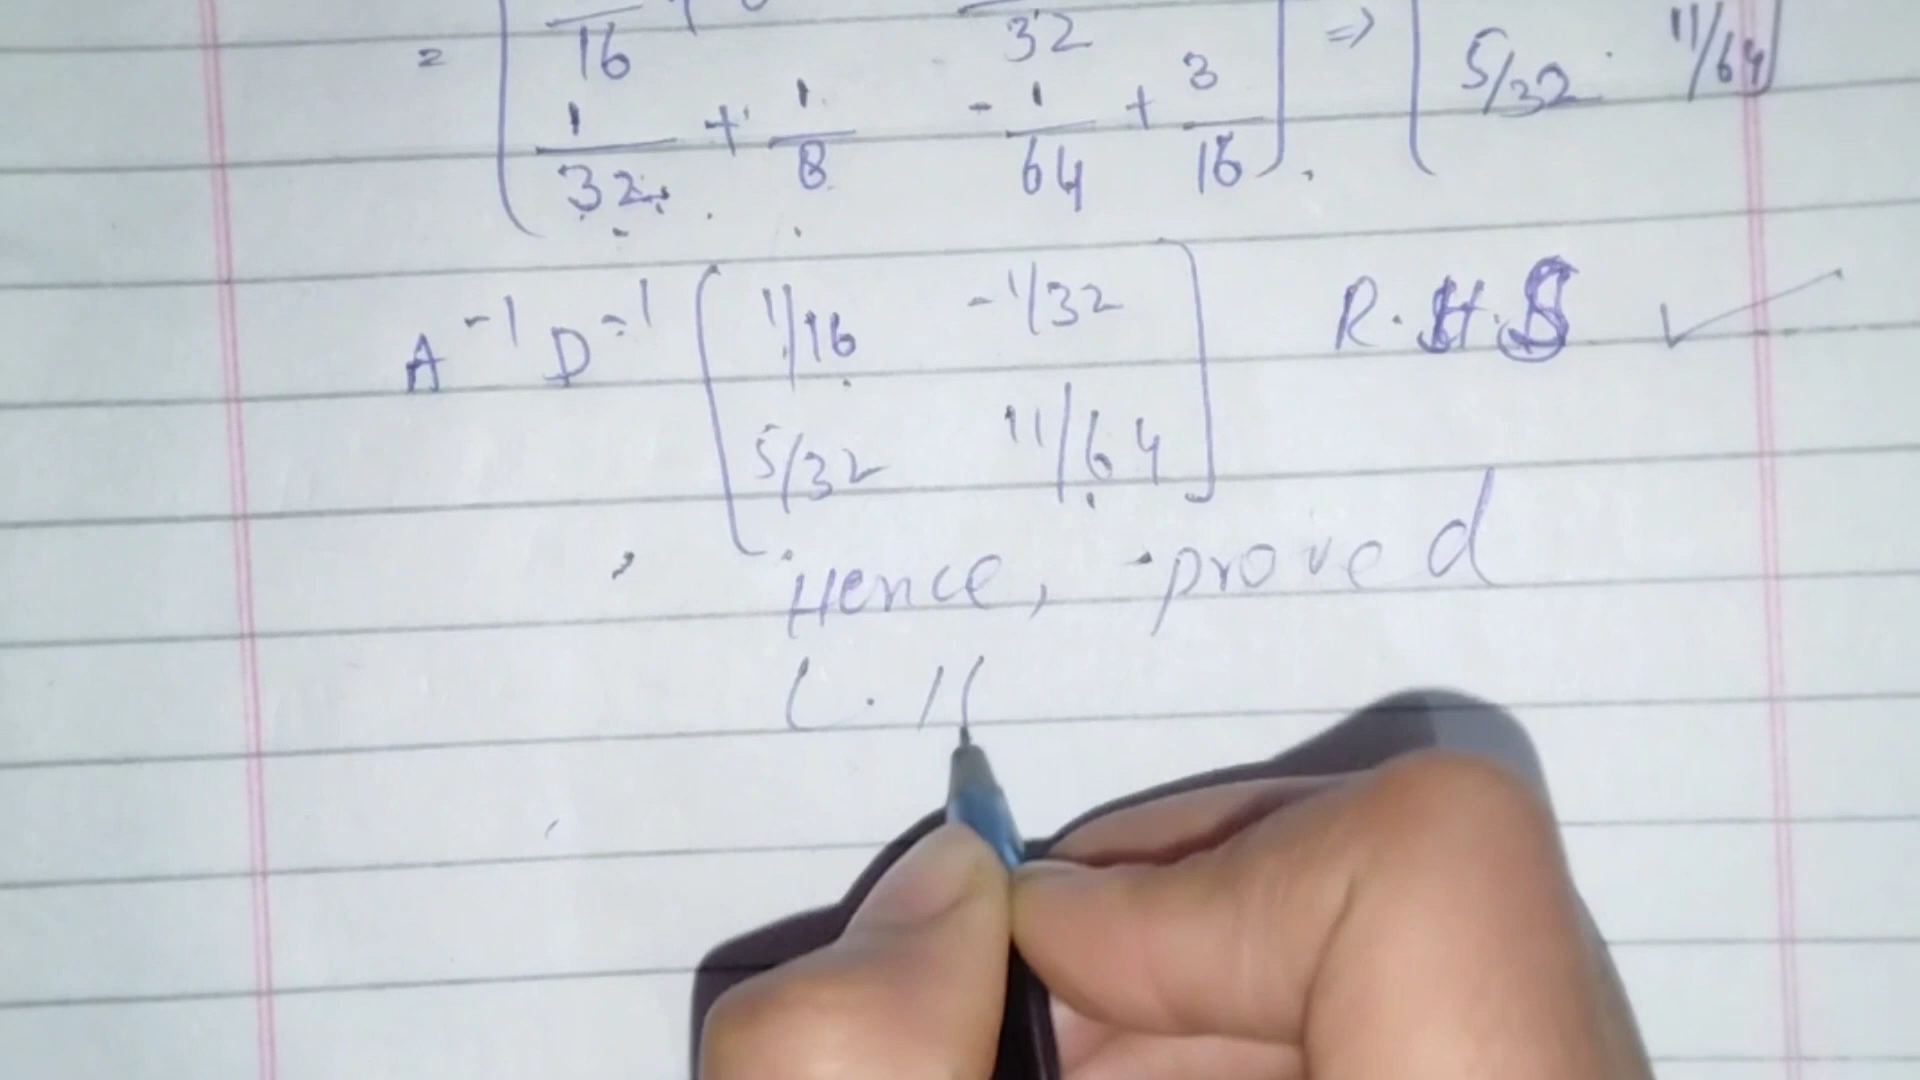 = 16 + 32 ⇒ 5/32 11/64
1/32 + 1/8 -1/64 + 3/16
A⁻¹ D⁻¹ 1/16 -1/32 R.H.S ✓
5/32 11/64
Hence, proved
L. H